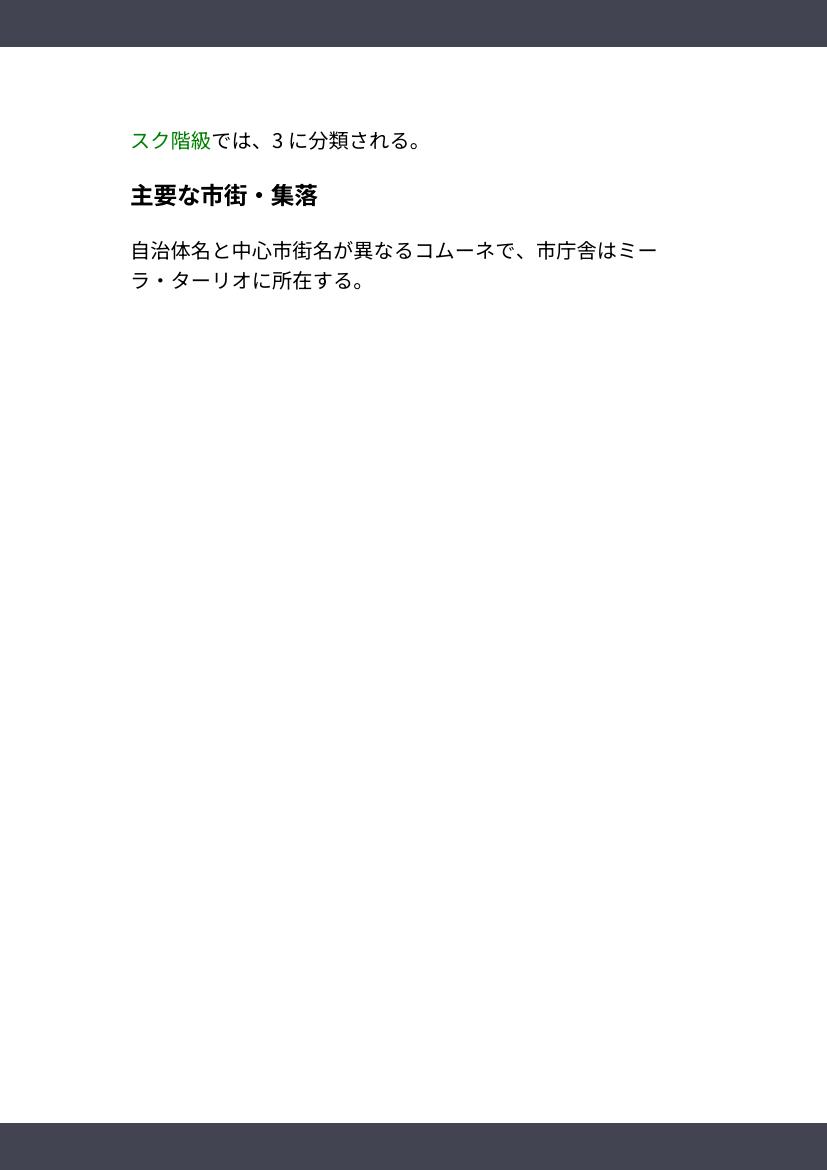 スク階級では、3 に分類される。
主要な市街・集落
自治体名と中心市街名が異なるコムーネで、市庁舎はミー
ラ・ターリオに所在する。